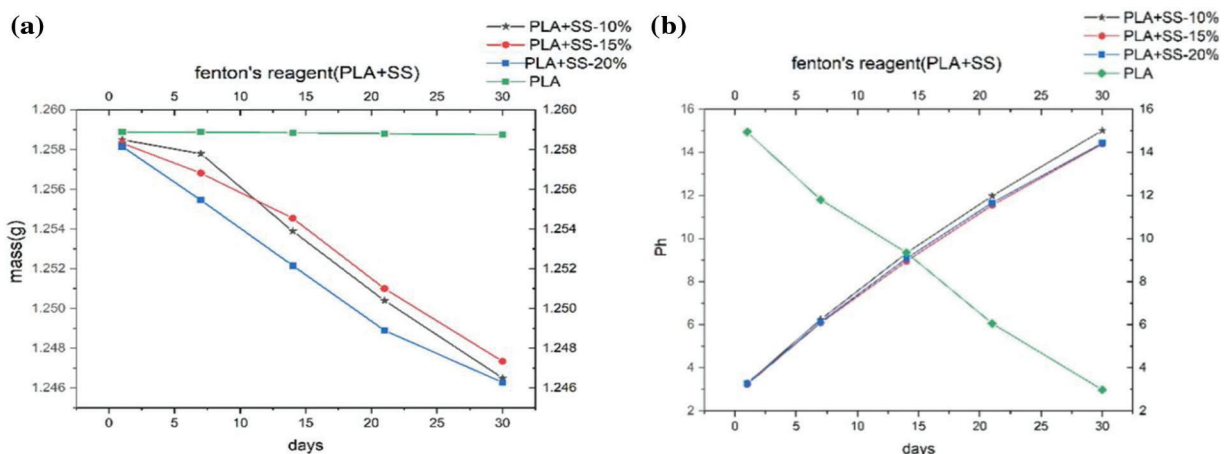 (a)
PLA+SS-10%
PLA+SS-15%
PLA+SS-20%
PLA
fenton's reagent(PLA+SS)
0 5 10 15 20 25 30
1.260 1.260
1.258 1.258
1.256 1.256
1.254 1.254
1.252 1.252
1.250 1.250
1.248 1.248
1.246 1.246
mass(g)
0 5 10 15 20 25 30
days
(b)
PLA+SS-10%
PLA+SS-15%
PLA+SS-20%
PLA
fenton's reagent(PLA+SS)
0 5 10 15 20 25 30
16 16
14 14
12 12
10 10
8 8
6 6
4 4
2 2
Ph
0 5 10 15 20 25 30
days